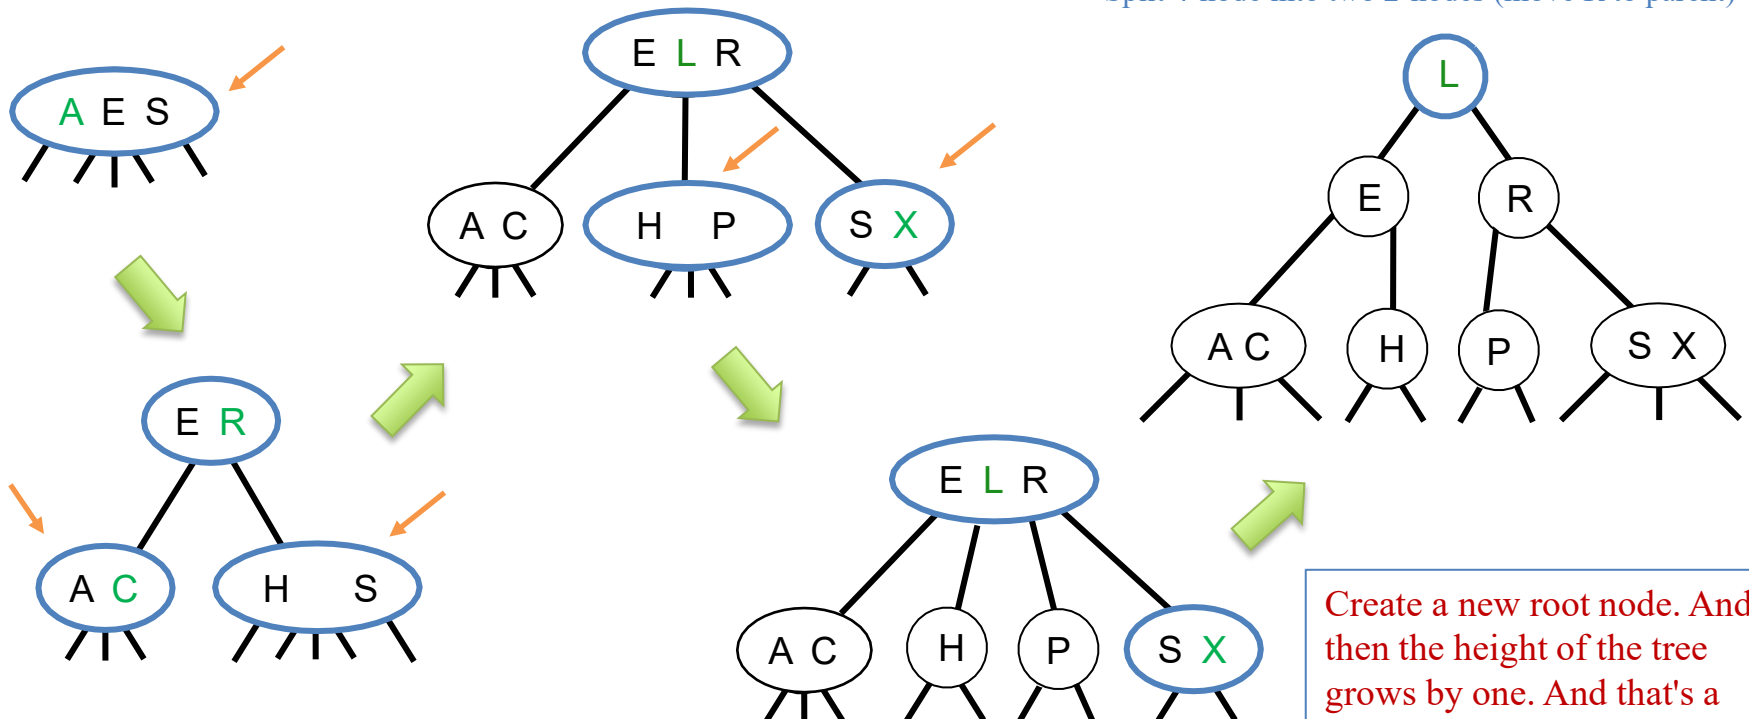 A E S
E R
A C
H S
E L R
A C
H P
S X
E L R
A C
H
P
S X
L
E
R
A C
H
P
S X
Create a new root node. And
then the height of the tree
grows by one. And that's a